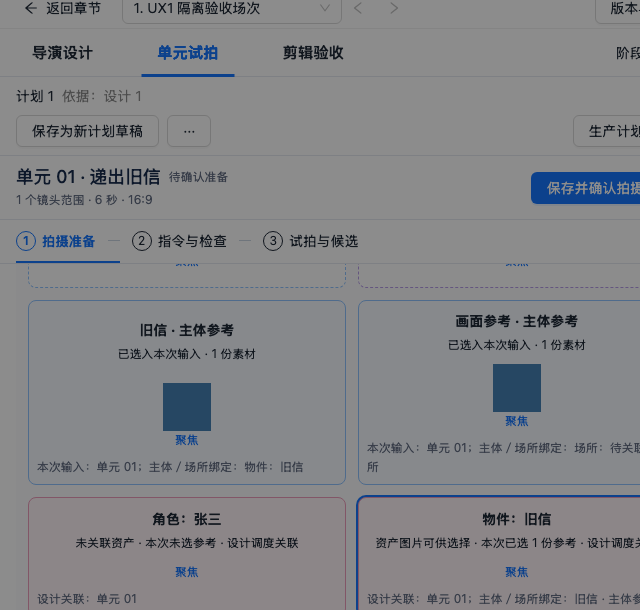 返回章节
1. UX1 隔离验收场次
版本
导演设计
单元试拍
剪辑验收
阶段
计划 1 依据：设计 1
保存为新计划草稿
...
生产计划
单元 01 · 递出旧信 待确认准备
1 个镜头范围 · 6 秒 · 16:9
保存并确认拍摄
1 拍摄准备
2 指令与检查
3 试拍与候选
旧信 · 主体参考
已选入本次输入 · 1 份素材
聚焦
本次输入：单元 01；主体 / 场所绑定：物件：旧信
画面参考 · 主体参考
已选入本次输入 · 1 份素材
聚焦
本次输入：单元 01；主体 / 场所绑定：场所：待关联
所
角色：张三
未关联资产 · 本次未选参考 · 设计调度关联
聚焦
设计关联：单元 01
物件：旧信
资产图片可供选择 · 本次已选 1 份参考 · 设计调度关
聚焦
设计关联：单元 01；主体 / 场所绑定：旧信 · 主体参